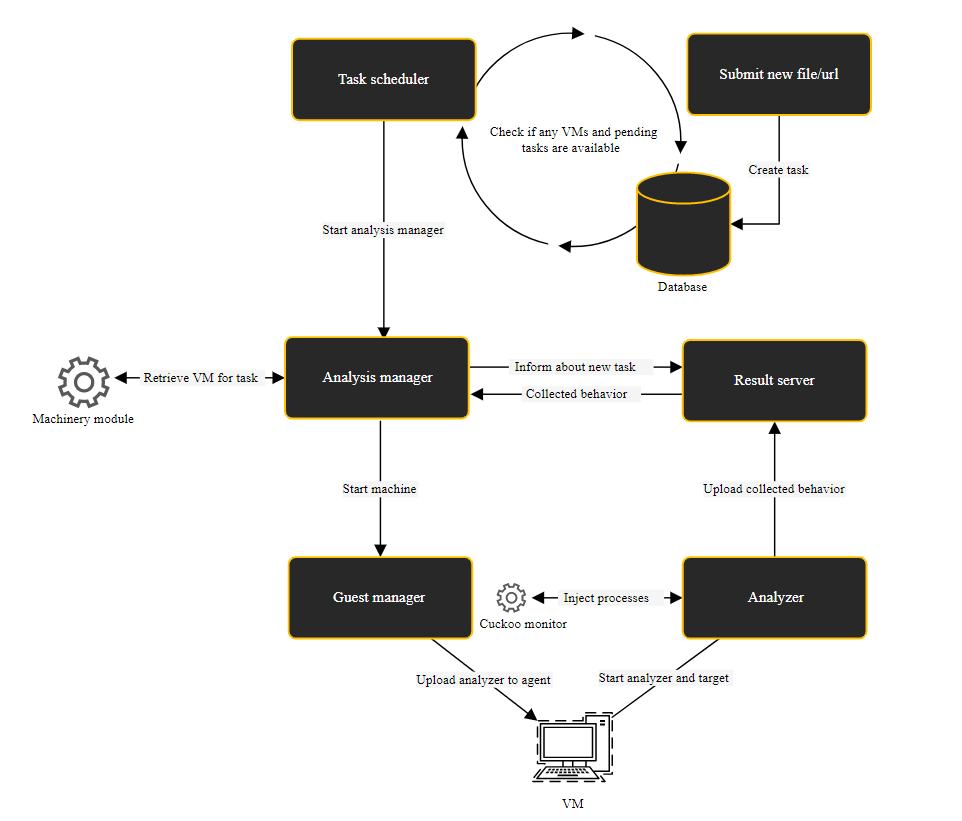 Task scheduler
Submit new file/url
Check if any VMs and pending
tasks are available
Create task
Start analysis manager
Database
Retrieve VM for task
Analysis manager
Inform about new task
Collected behavior
Result server
Machinery module
Start machine
Upload collected behavior
Guest manager
Inject processes
Analyzer
Cuckoo monitor
Upload analyzer to agent
Start analyzer and target
VM